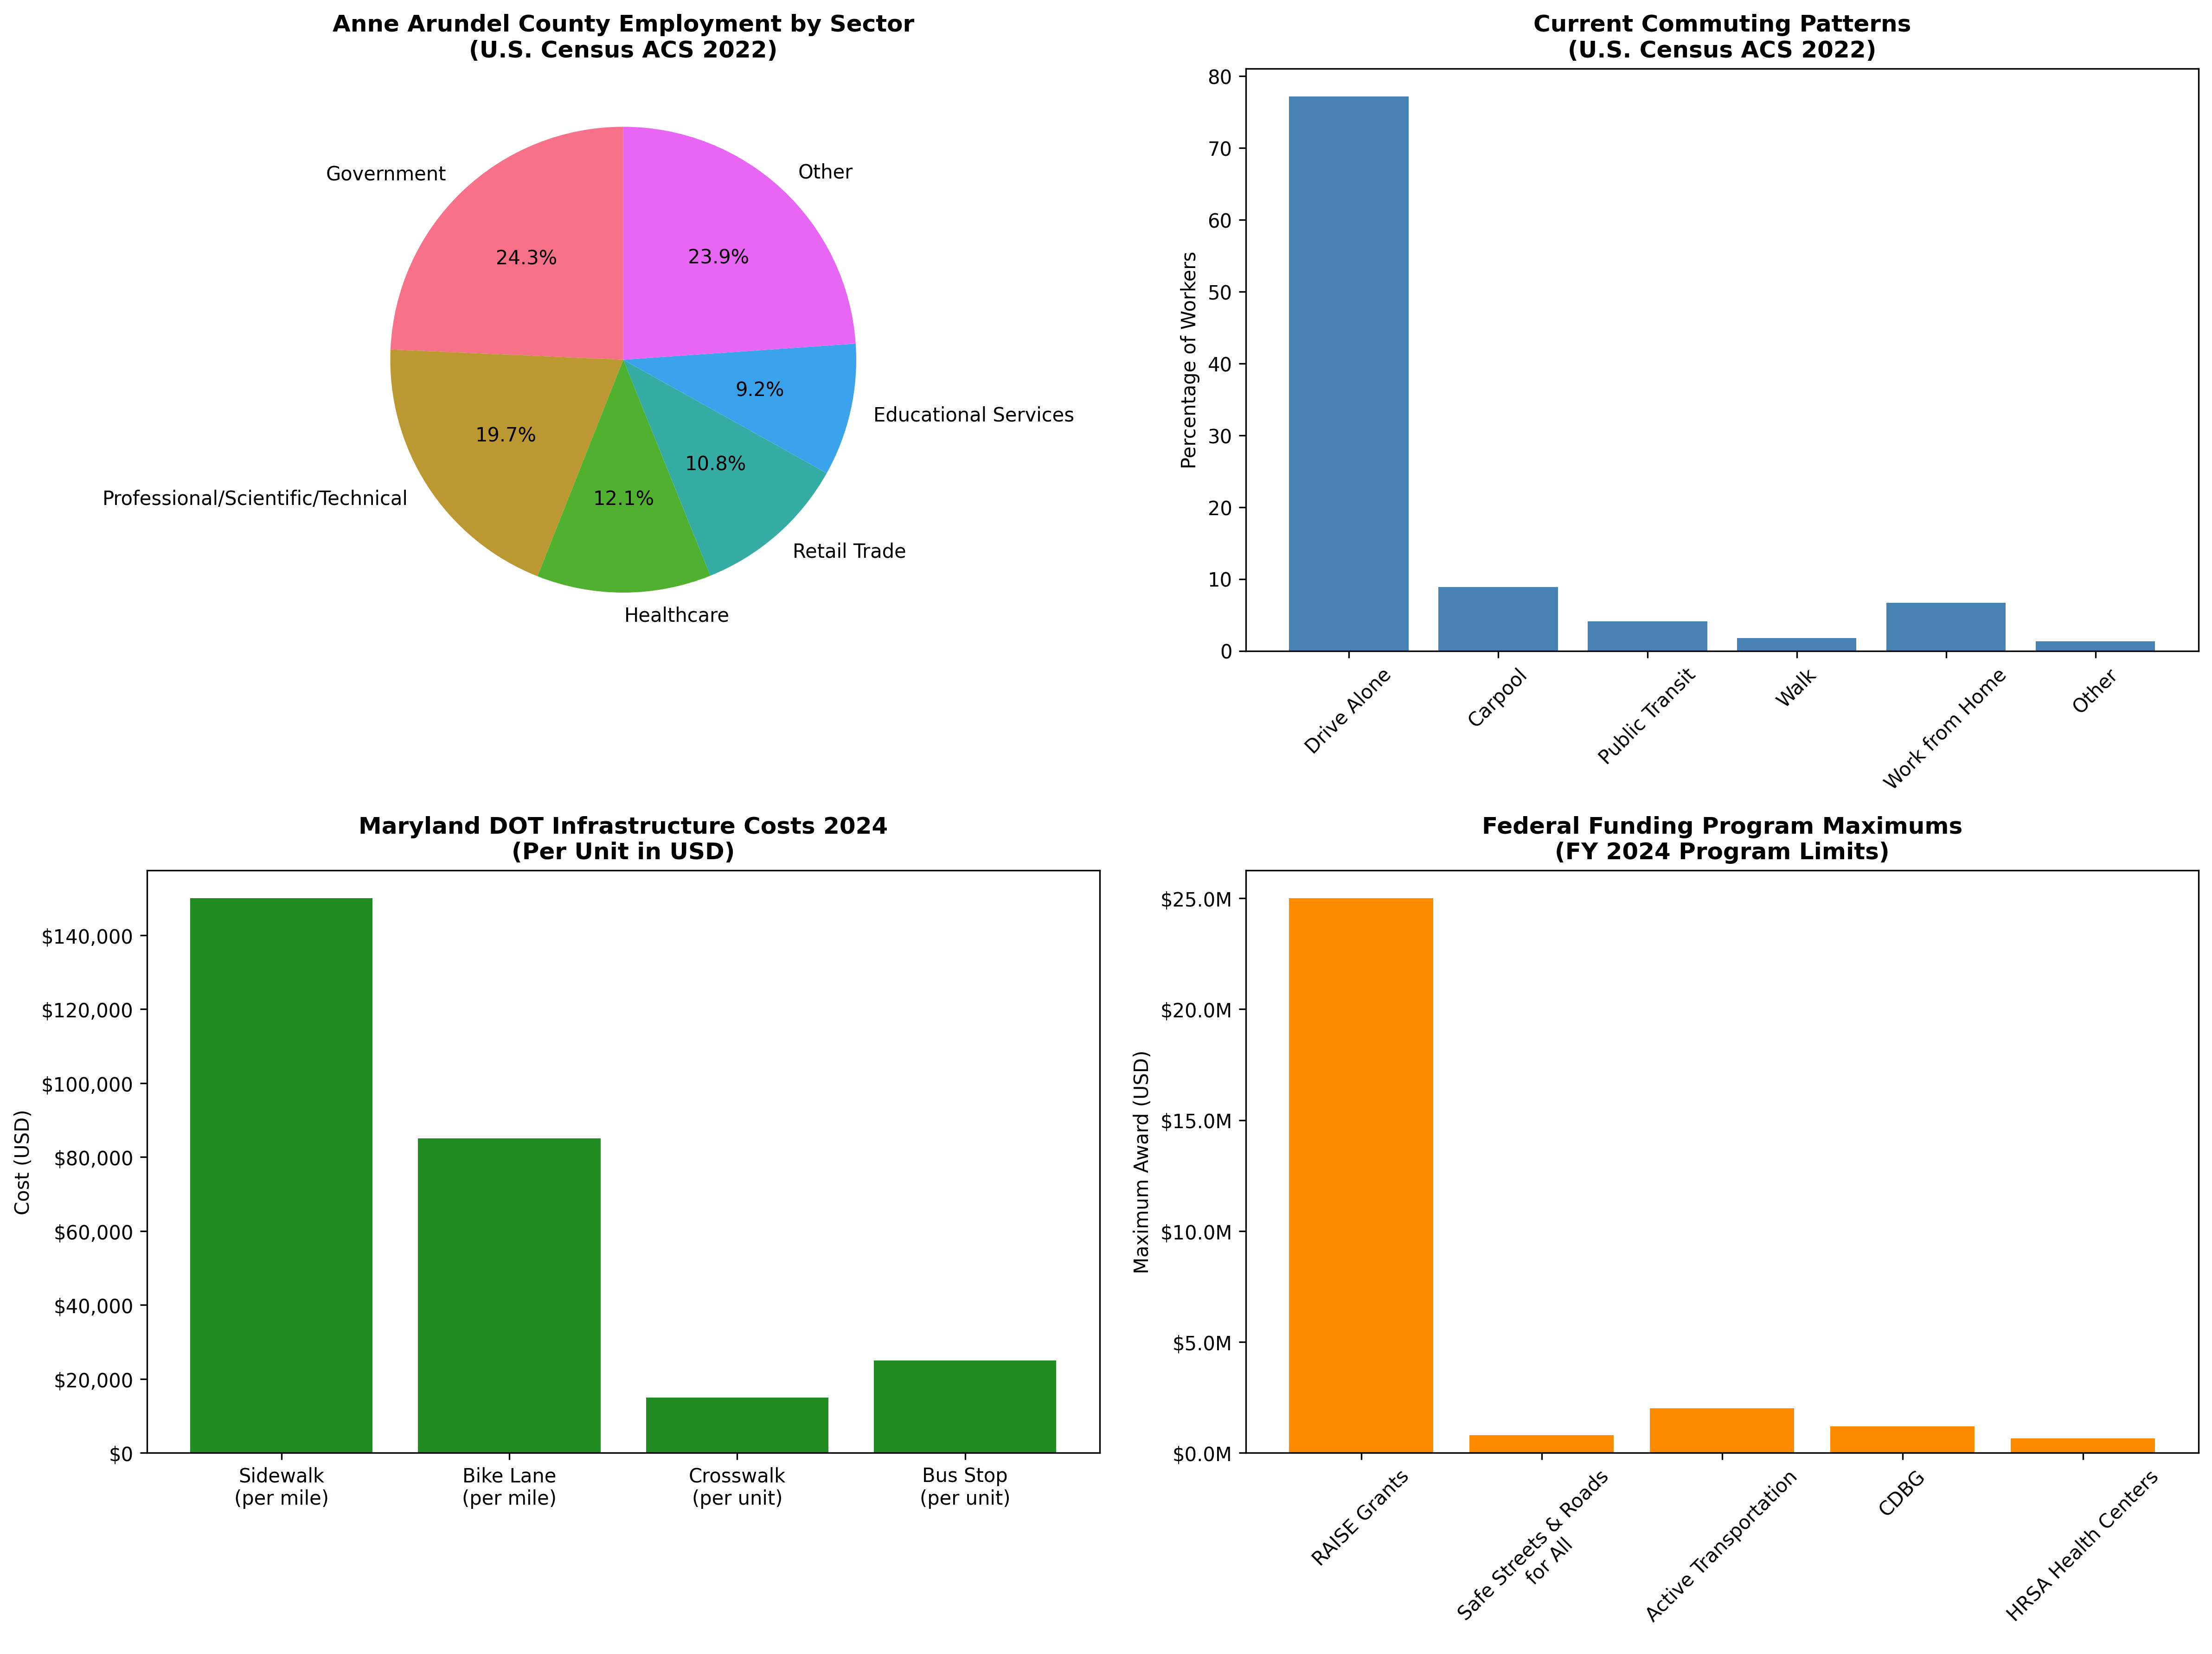 Anne Arundel County Employment by Sector
(U.S. Census ACS 2022)
Government
Other
24.3%
23.9%
9.2%
Educational Services
19.7%
10.8%
Professional/Scientific/Technical
12.1%
Retail Trade
Healthcare
Current Commuting Patterns
(U.S. Census ACS 2022)
Percentage of Workers
80
70
60
50
40
30
20
10
0
Drive Alone
Carpool
Public Transit
Walk
Work from Home
Other
Maryland DOT Infrastructure Costs 2024
(Per Unit in USD)
Cost (USD)
$140,000
$120,000
$100,000
$80,000
$60,000
$40,000
$20,000
$0
Sidewalk
(per mile)
Bike Lane
(per mile)
Crosswalk
(per unit)
Bus Stop
(per unit)
Federal Funding Program Maximums
(FY 2024 Program Limits)
Maximum Award (USD)
$25.0M
$20.0M
$15.0M
$10.0M
$5.0M
$0.0M
RAISE Grants
Safe Streets & Roads
for All
Active Transportation
CDBG
HRSA Health Centers